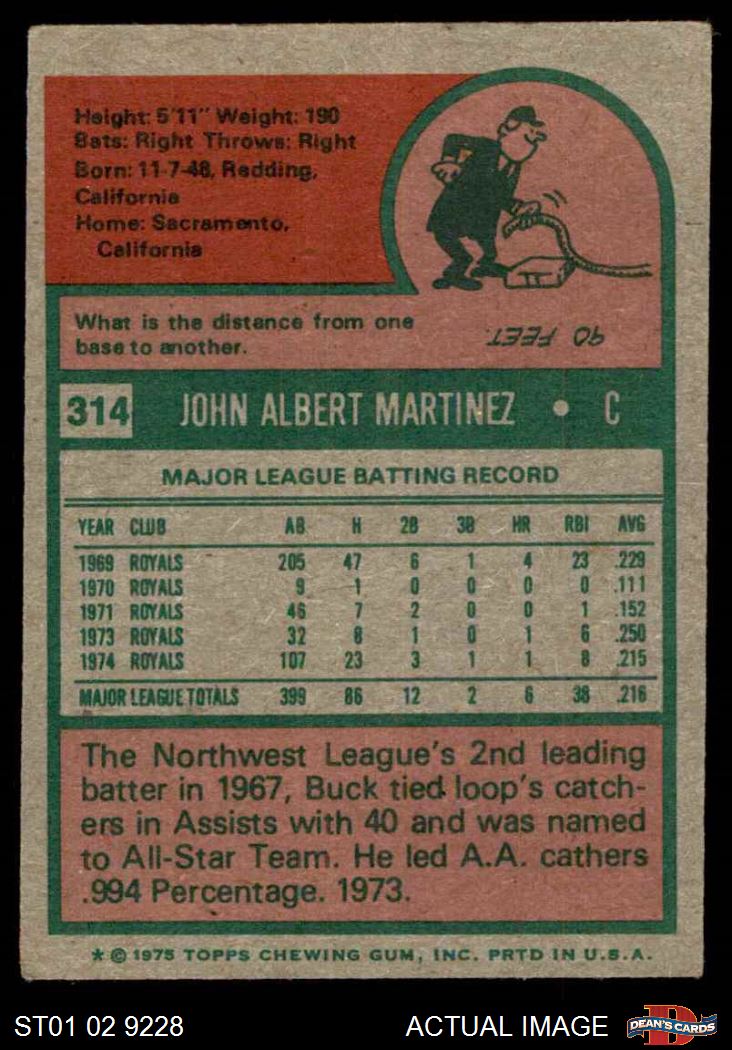 Height: 5'11" Weight: 190
Bats: Right Throws: Right
Born: 11-7-48, Redding,
California
Home: Sacramento,
California
What is the distance from one
base to another.
90 FEET.
314 JOHN ALBERT MARTINEZ • C
MAJOR LEAGUE BATTING RECORD
YEAR CLUB AB H 2B 3B HR RBI AVG
1969 ROYALS 205 47 6 1 4 23 .229
1970 ROYALS 9 1 0 0 0 0 .111
1971 ROYALS 46 7 2 0 0 1 .152
1973 ROYALS 32 8 1 0 1 6 .250
1974 ROYALS 107 23 3 1 1 8 .215
MAJOR LEAGUE TOTALS 399 86 12 2 6 38 .216
The Northwest League's 2nd leading
batter in 1967, Buck tied loop's catch-
ers in Assists with 40 and was named
to All-Star Team. He led A.A. cathers
.994 Percentage. 1973.
* © 1975 TOPPS CHEWING GUM, INC. PRTD IN U.S.A.
ST01 02 9228 ACTUAL IMAGE DEAN'S CARDS